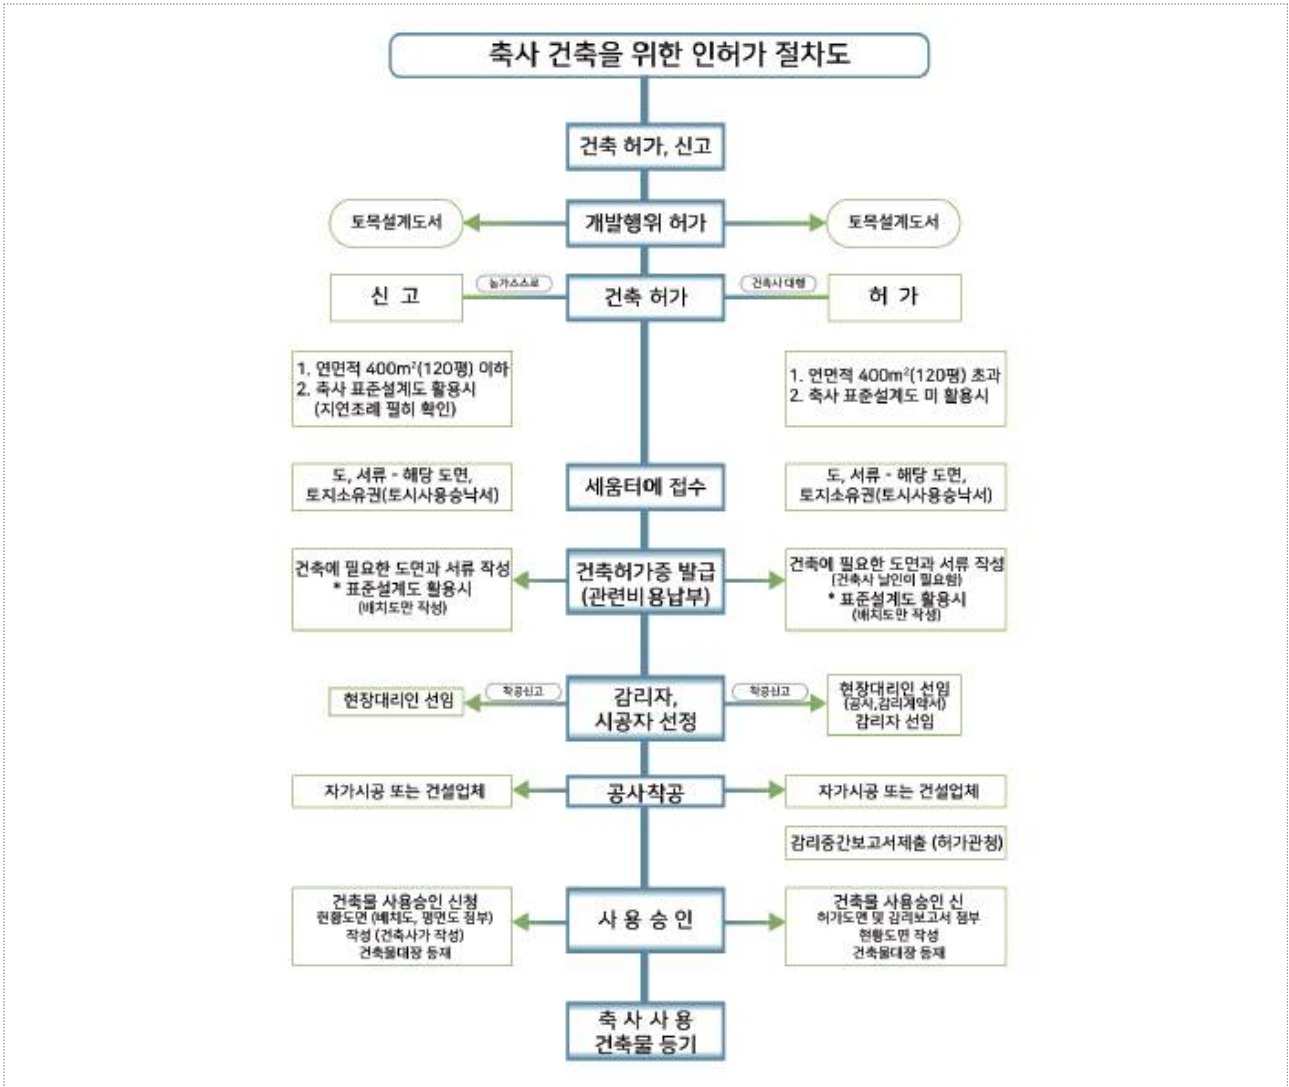 축사 건축을 위한 인허가 절차도
건축 허가, 신고
토목설계도서
개발행위 허가
토목설계도서
신 고
농가스스로
건축 허가
건축사 대행
허 가
1. 연면적 400m²(120평) 이하
2. 축사 표준설계도 활용시
(지연조례 필히 확인)
1. 연면적 400m²(120평) 초과
2. 축사 표준설계도 미 활용시
도, 서류 - 해당 도면,
토지소유권(토시사용승낙서)
세움터에 접수
도, 서류 - 해당 도면,
토지소유권(토시사용승낙서)
건축에 필요한 도면과 서류 작성
* 표준설계도 활용시
(배치도만 작성)
건축허가증 발급
(관련비용납부)
건축에 필요한 도면과 서류 작성
(건축사 날인이 필요함)
* 표준설계도 활용시
(배치도만 작성)
현장대리인 선임
착공신고
감리자,
시공자 선정
착공신고
현장대리인 선임
(공사,감리계약서)
감리자 선임
자가시공 또는 건설업체
공사착공
자가시공 또는 건설업체
감리중간보고서제출 (허가관청)
건축물 사용승인 신청
현황도면 (배치도, 평면도 첨부)
작성 (건축사가 작성)
건축물대장 등재
사 용 승 인
건축물 사용승인 신
허가도면 및 감리보고서 첨부
현황도면 작성
건축물대장 등재
축 사 사 용
건축물 등기